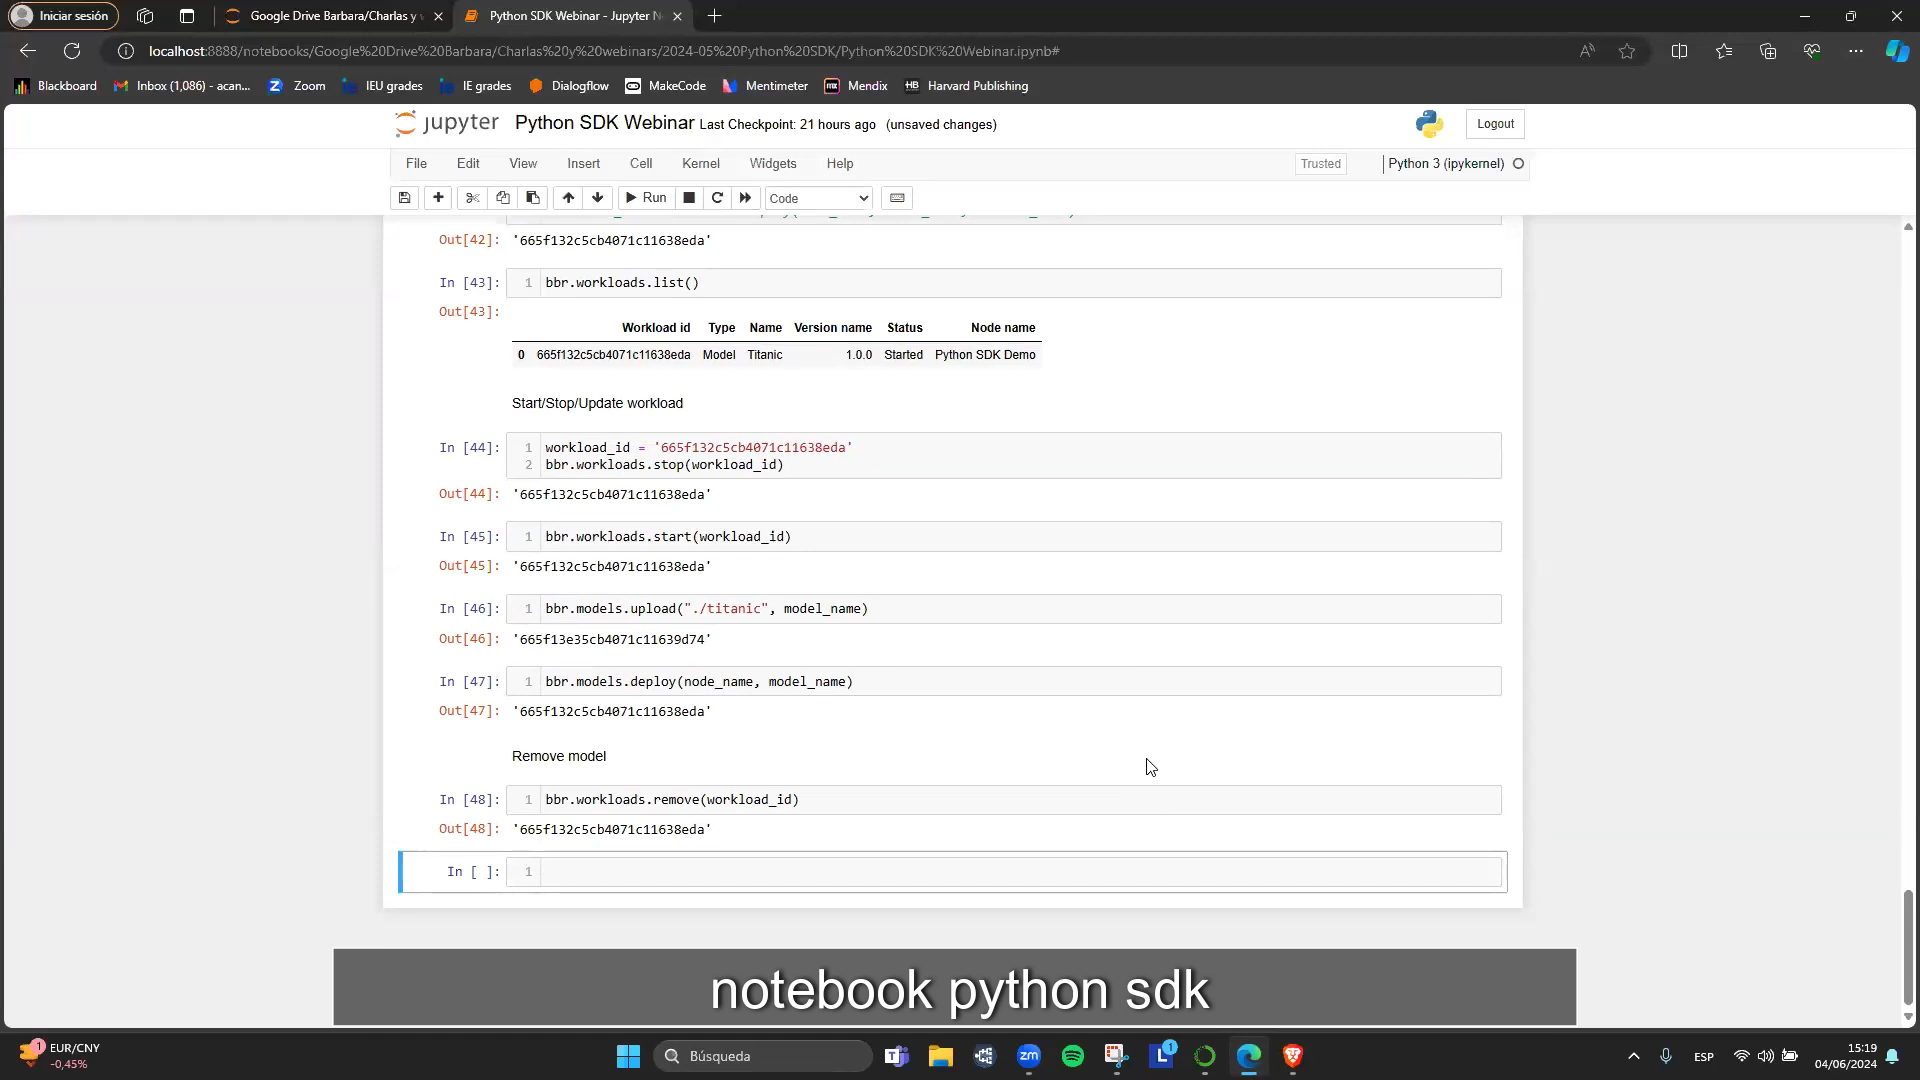 Iniciar sesión
Google Drive Barbara/Charlas y
Python SDK Webinar - Jupyter N
localhost:8888/notebooks/Google%20Drive%20Barbara/Charlas%20y%20webinars/2024-05%20Python%20SDK/Python%20SDK%20Webinar.ipynb#
Blackboard
Inbox (1,086) - acan...
Zoom
IEU grades
IE grades
Dialogflow
MakeCode
Mentimeter
Mendix
HB Harvard Publishing
jupyter Python SDK Webinar Last Checkpoint: 21 hours ago (unsaved changes)
Logout
File Edit View Insert Cell Kernel Widgets Help
Trusted
Python 3 (ipykernel)
Run
Code
Out[42]: '665f132c5cb4071c11638eda'
In [43]: 1 bbr.workloads.list()
Out[43]:
Workload id Type Name Version name Status Node name
0 665f132c5cb4071c11638eda Model Titanic 1.0.0 Started Python SDK Demo
Start/Stop/Update workload
In [44]: 1 workload_id = '665f132c5cb4071c11638eda'
2 bbr.workloads.stop(workload_id)
Out[44]: '665f132c5cb4071c11638eda'
In [45]: 1 bbr.workloads.start(workload_id)
Out[45]: '665f132c5cb4071c11638eda'
In [46]: 1 bbr.models.upload("./titanic", model_name)
Out[46]: '665f13e35cb4071c11639d74'
In [47]: 1 bbr.models.deploy(node_name, model_name)
Out[47]: '665f132c5cb4071c11638eda'
Remove model
In [48]: 1 bbr.workloads.remove(workload_id)
Out[48]: '665f132c5cb4071c11638eda'
In [ ]: 1
notebook python sdk
1
EUR/CNY
-0,45%
Búsqueda
zm
L
1
ESP
15:19
04/06/2024